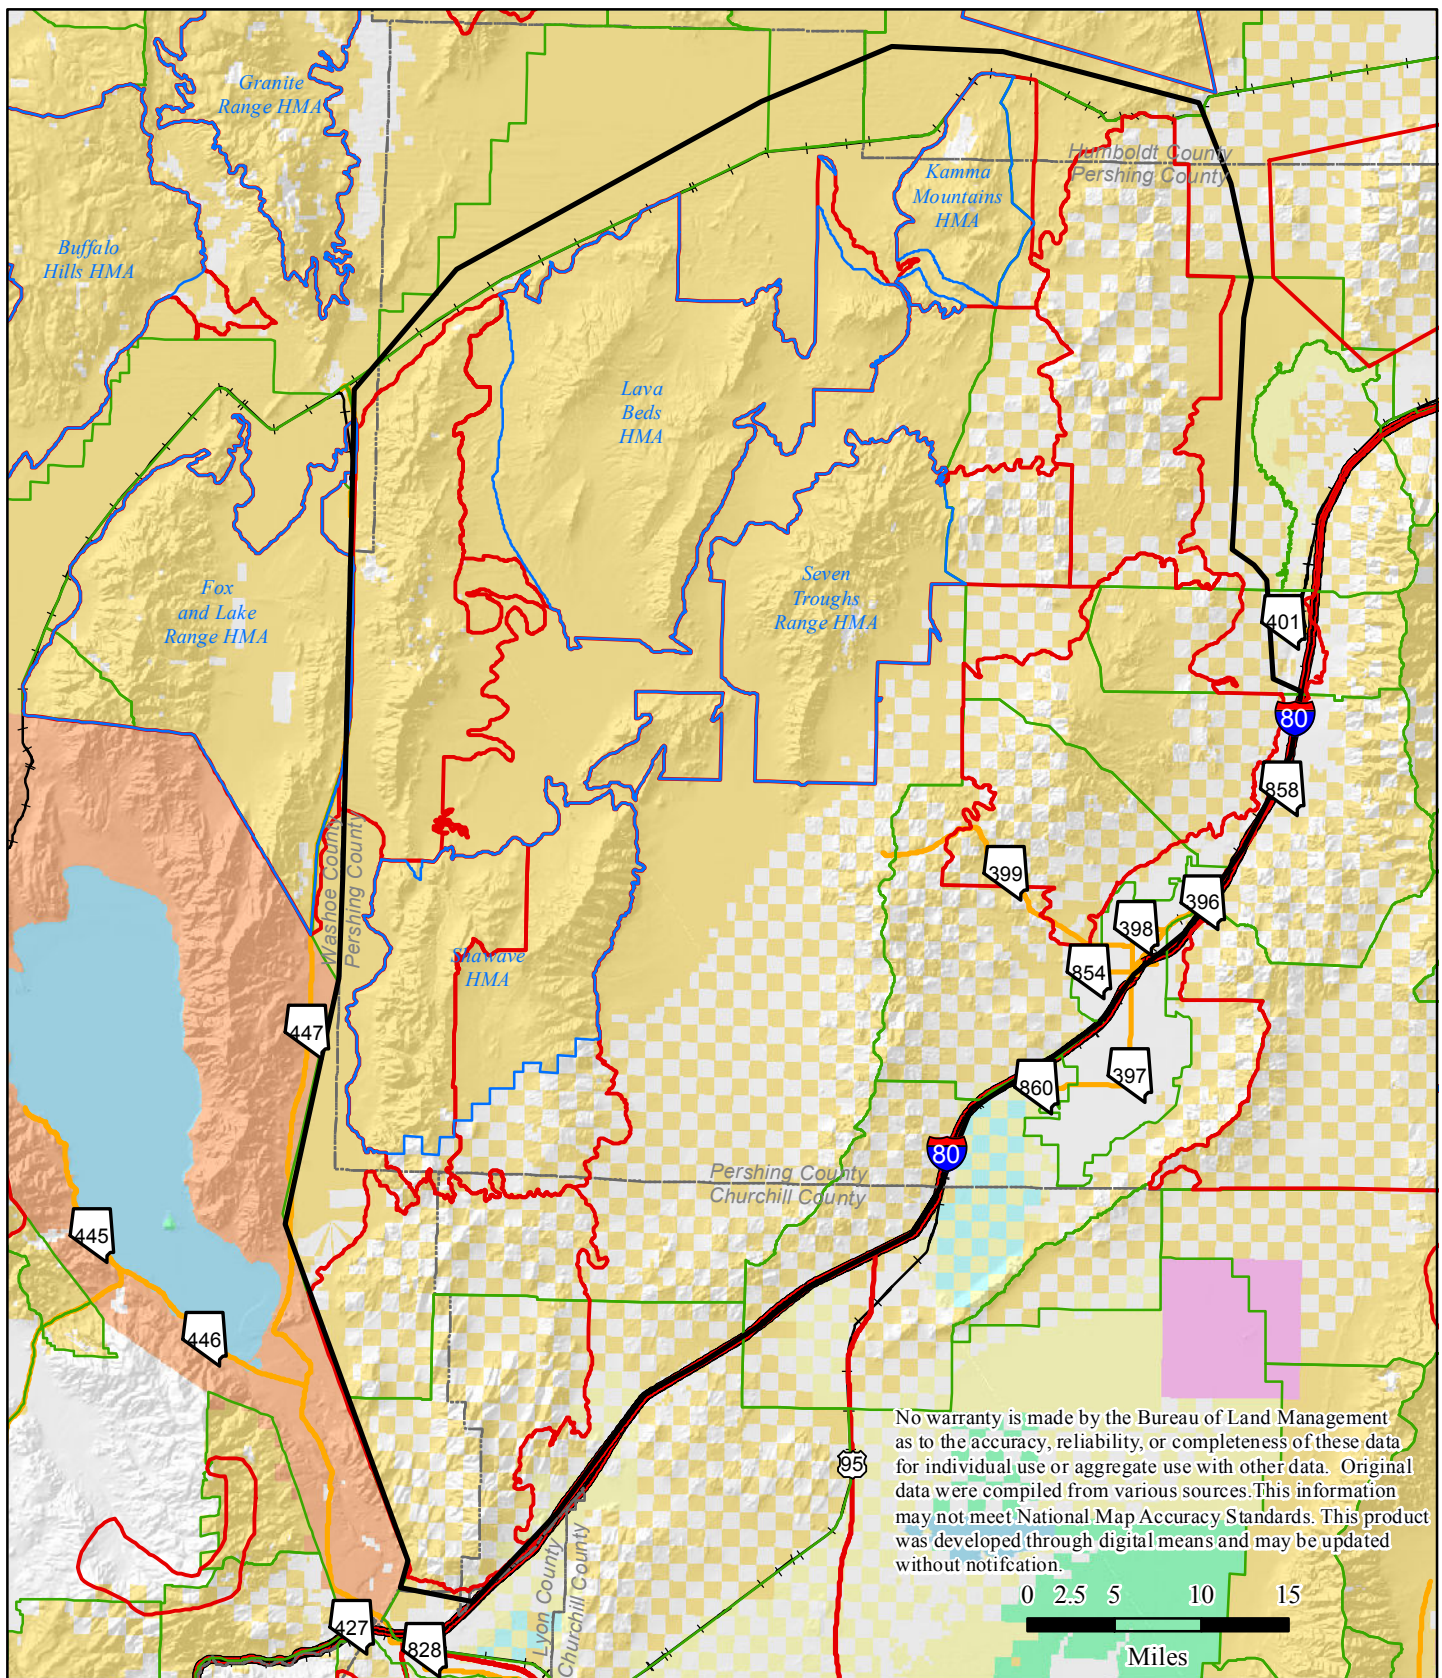 Granite
Range HMA
Humboldt County
Pershing County
Kamma
Mountains
HMA
Buffalo
Hills HMA
Lava
Beds
HMA
Fox
and Lake
Range HMA
Seven
Troughs
Range HMA
401
80
858
Washoe County
Pershing County
399
396
398
Shawave
HMA
854
447
397
860
80
Pershing County
Churchill County
445
446
95
No warranty is made by the Bureau of Land Management
as to the accuracy, reliability, or completeness of these data
for individual use or aggregate use with other data.  Original
data were compiled from various sources.This information
may not meet National Map Accuracy Standards. This product
was developed through digital means and may be updated
without notifcation.
Lyon County
Churchill County
0 2.5 5 10 15
Miles
427
828